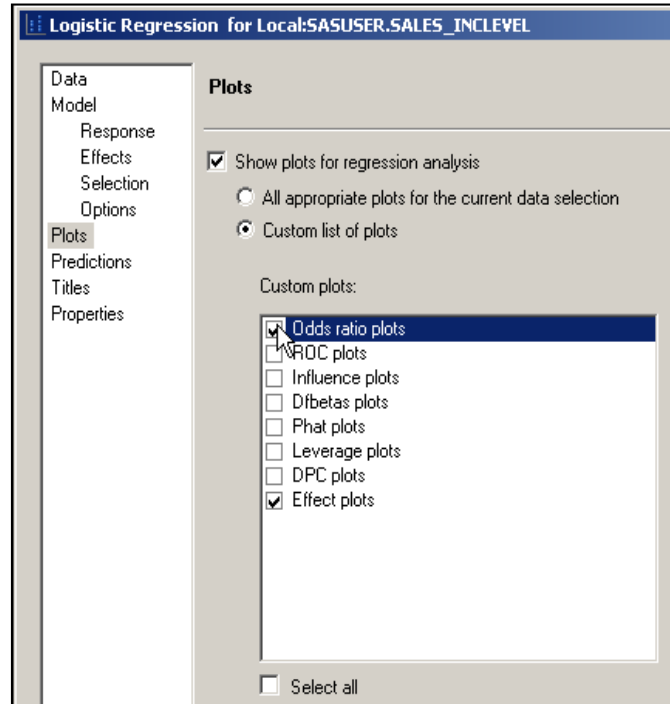 Logistic Regression for Local:SASUSER.SALES_INCLEVEL
Data
Model
Response
Effects
Selection
Options
Plots
Predictions
Titles
Properties
Plots
Show plots for regression analysis
All appropriate plots for the current data selection
Custom list of plots
Custom plots:
Odds ratio plots
ROC plots
Influence plots
Dfbetas plots
Phat plots
Leverage plots
DPC plots
Effect plots
Select all